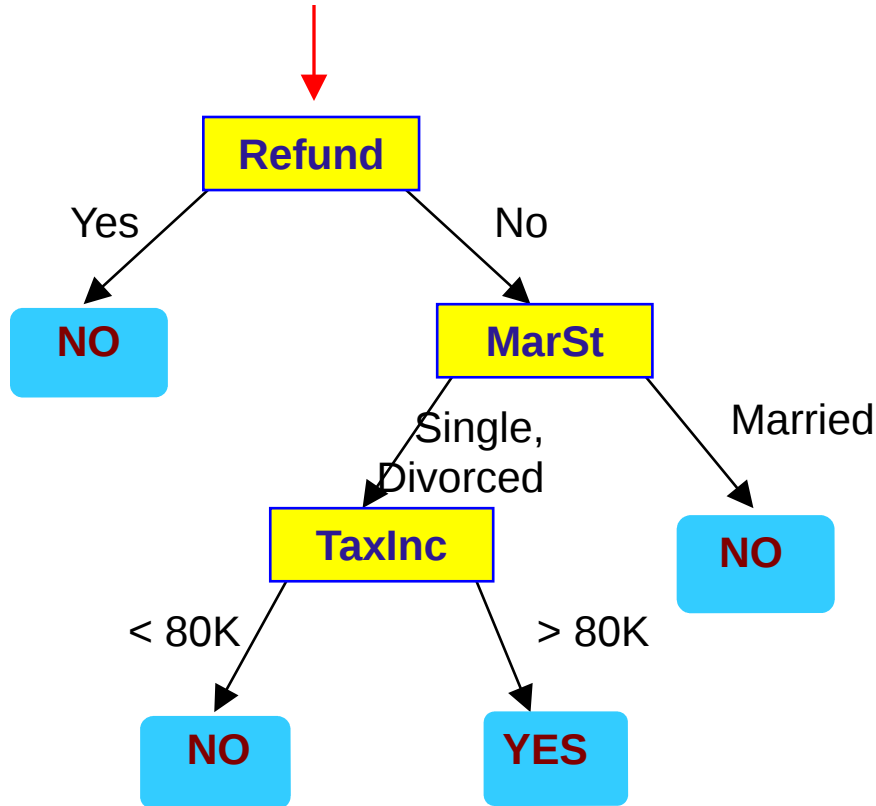 Refund
Yes
No
NO
MarSt
Single,
Divorced
Married
TaxInc
NO
< 80K
> 80K
NO
YES